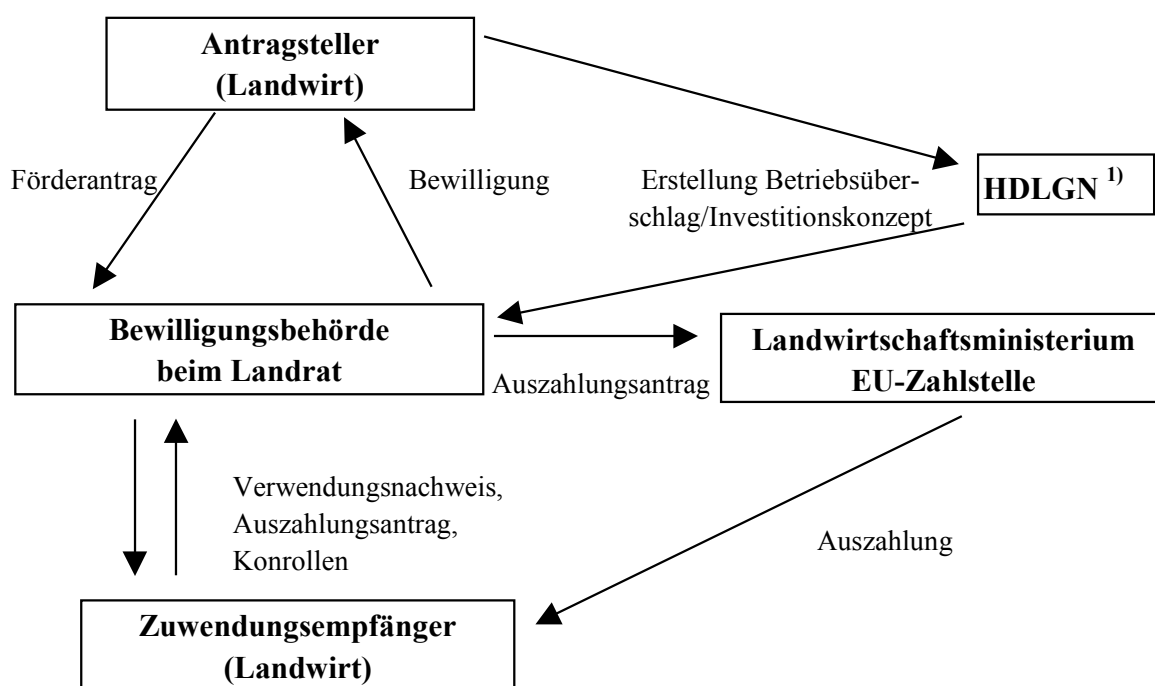 Antragsteller
(Landwirt)
Förderantrag
Bewilligung
Erstellung Betriebsüber-
schlag/Investitionskonzept
HDLGN 1)
Bewilligungsbehörde
beim Landrat
Auszahlungsantrag
Landwirtschaftsministerium
EU-Zahlstelle
Verwendungsnachweis,
Auszahlungsantrag,
Konrollen
Auszahlung
Zuwendungsempfänger
(Landwirt)